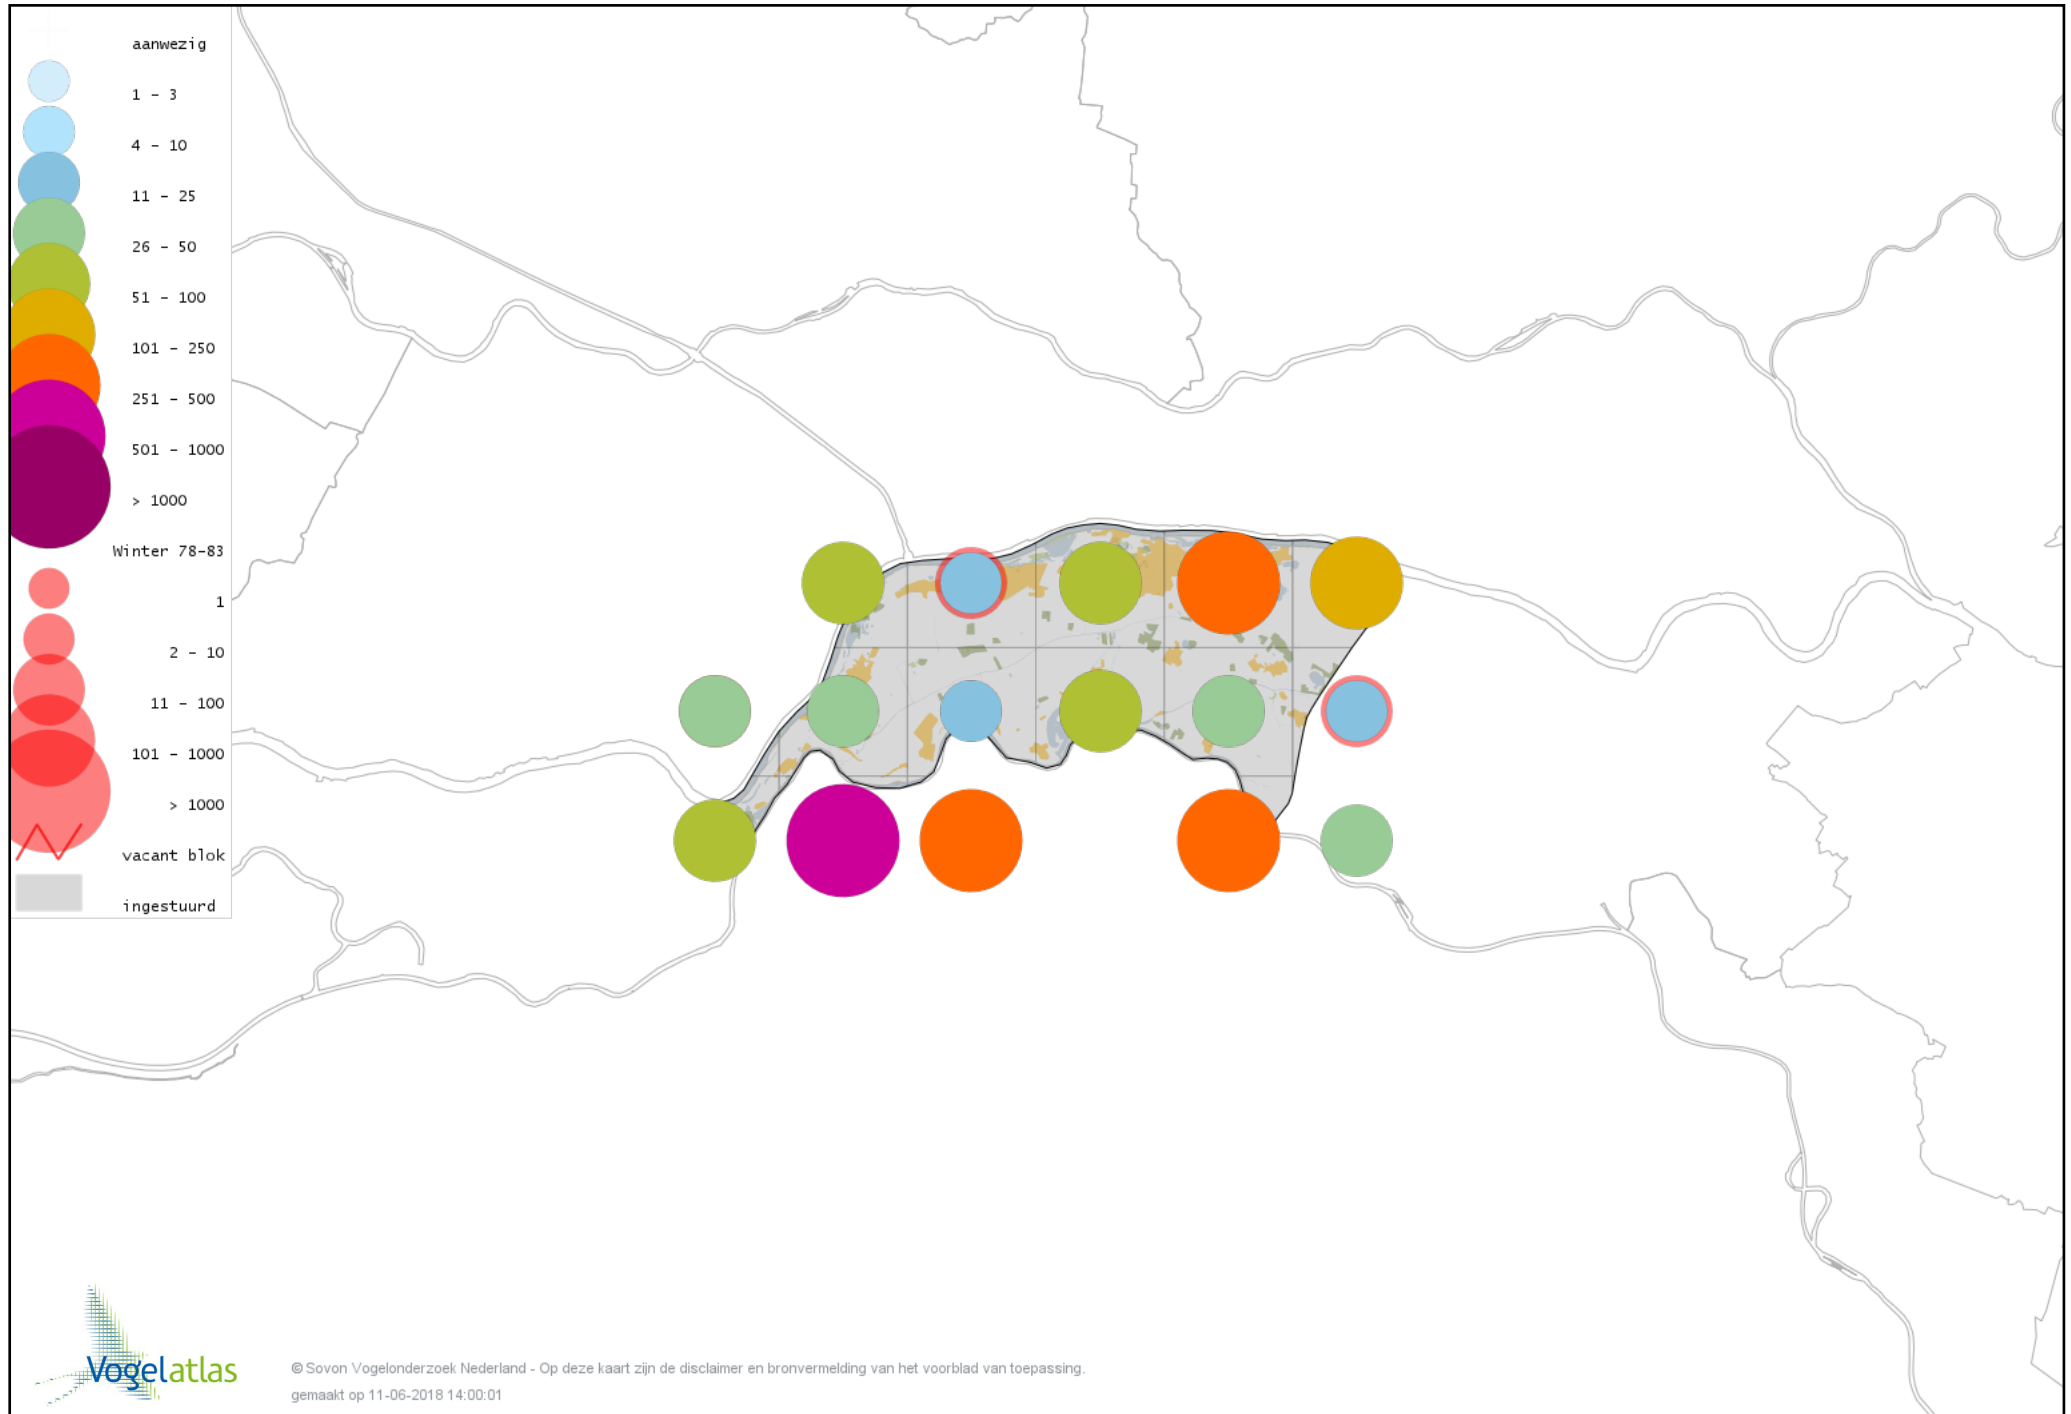 aanwezig
1 - 3
4 - 10
11 - 25
26 - 50
51 - 100
101 - 250
251 - 500
501 - 1000
> 1000
Winter 78-83
1
2 - 10
11 - 100
101 - 1000
> 1000
vacant blok
ingestuurd
Vogelatlas
© Sovon Vogelonderzoek Nederland - Op deze kaart zijn de disclaimer en bronvermelding van het voorblad van toepassing.
gemaakt op 11-06-2018 14:00:01